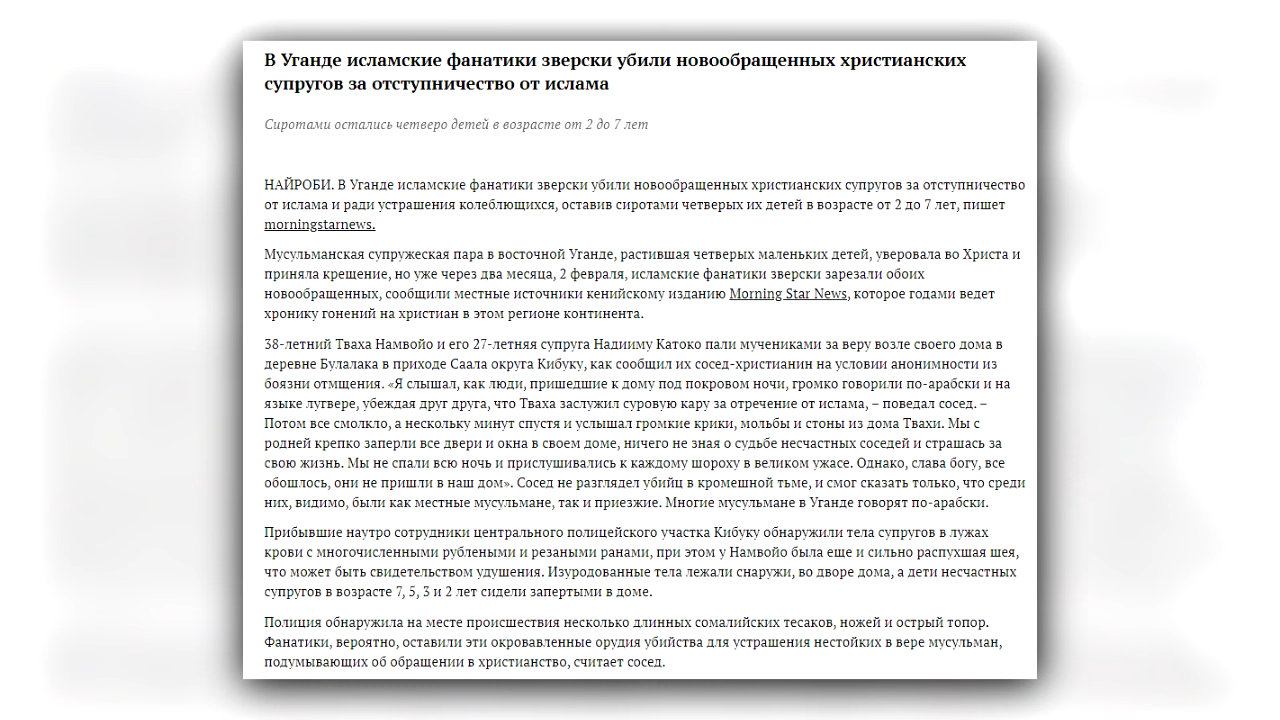 В Уганде исламские фанатики зверски убили новообращенных христианских
супругов за отступничество от ислама
Сиротами остались четверо детей в возрасте от 2 до 7 лет
НАЙРОБИ. В Уганде исламские фанатики зверски убили новообращенных христианских супругов за отступничество
от ислама и ради устрашения колеблющихся, оставив сиротами четверых их детей в возрасте от 2 до 7 лет, пишет
morningstarnews.
Мусульманская супружеская пара в восточной Уганде, растившая четверых маленьких детей, уверовала во Христа и
приняла крещение, но уже через два месяца, 2 февраля, исламские фанатики зверски зарезали обоих
новообращенных, сообщили местные источники кенийскому изданию Morning Star News, которое годами ведет
хронику гонений на христиан в этом регионе континента.
38-летний Тваха Намвойо и его 27-летняя супруга Надииму Катоко пали мучениками за веру возле своего дома в
деревне Булалака в приходе Саала округа Кибуку, как сообщил их сосед-христианин на условии анонимности из
боязни отмщения. «Я слышал, как люди, пришедшие к дому под покровом ночи, громко говорили по-арабски и на
языке лугвере, убеждая друг друга, что Тваха заслужил суровую кару за отречение от ислама, – поведал сосед. –
Потом все смолкло, а несколько минут спустя я услышал громкие крики, мольбы и стоны из дома Твахи. Мы с
родней крепко заперли все двери и окна в своем доме, ничего не зная о судьбе несчастных соседей и страшась за
свою жизнь. Мы не спали всю ночь и прислушивались к каждому шороху в великом ужасе. Однако, слава богу, все
обошлось, они не пришли в наш дом». Сосед не разглядел убийц в кромешной тьме, и смог сказать только, что среди
них, видимо, были как местные мусульмане, так и приезжие. Многие мусульмане в Уганде говорят по-арабски.
Прибывшие наутро сотрудники центрального полицейского участка Кибуку обнаружили тела супругов в лужах
крови с многочисленными рублеными и резаными ранами, при этом у Намвойо была еще и сильно распухшая шея,
что может быть свидетельством удушения. Изуродованные тела лежали снаружи, во дворе дома, а дети несчастных
супругов в возрасте 7, 5, 3 и 2 лет сидели запертыми в доме.
Полиция обнаружила на месте происшествия несколько длинных сомалийских тесаков, ножей и острый топор.
Фанатики, вероятно, оставили эти окровавленные орудия убийства для устрашения нестойких в вере мусульман,
подумывающих об обращении в христианство, считает сосед.